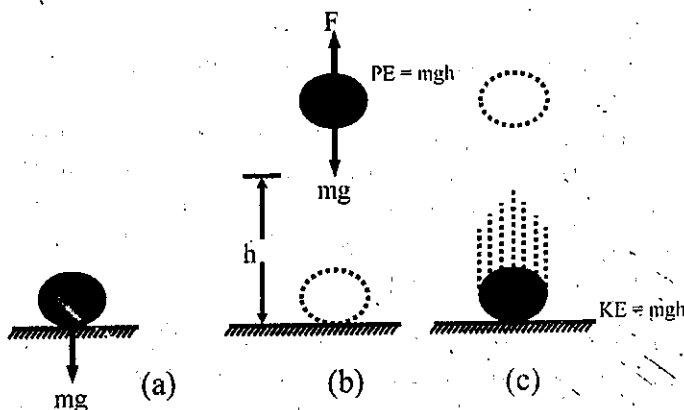 F
PE = mgh
mg
h
KE = mgh
mg
(a)
(b)
(c)